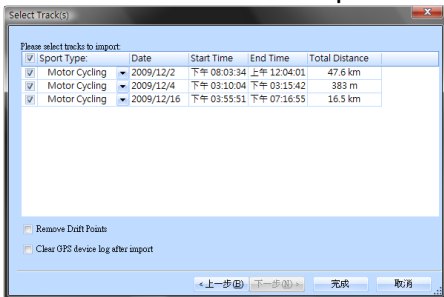 Select Track(s)
Please select tracks to import:
Sport Type: Date Start Time End Time Total Distance
Motor Cycling 2009/12/2 下午 08:03:34 上午 12:04:01 47.6 km
Motor Cycling 2009/12/4 下午 03:10:04 下午 03:15:42 383 m
Motor Cycling 2009/12/16 下午 03:55:51 下午 07:16:55 16.5 km
Remove Drift Points
Clear GPS device log after import
<上一步(B) 下一步(N)> 完成 取消